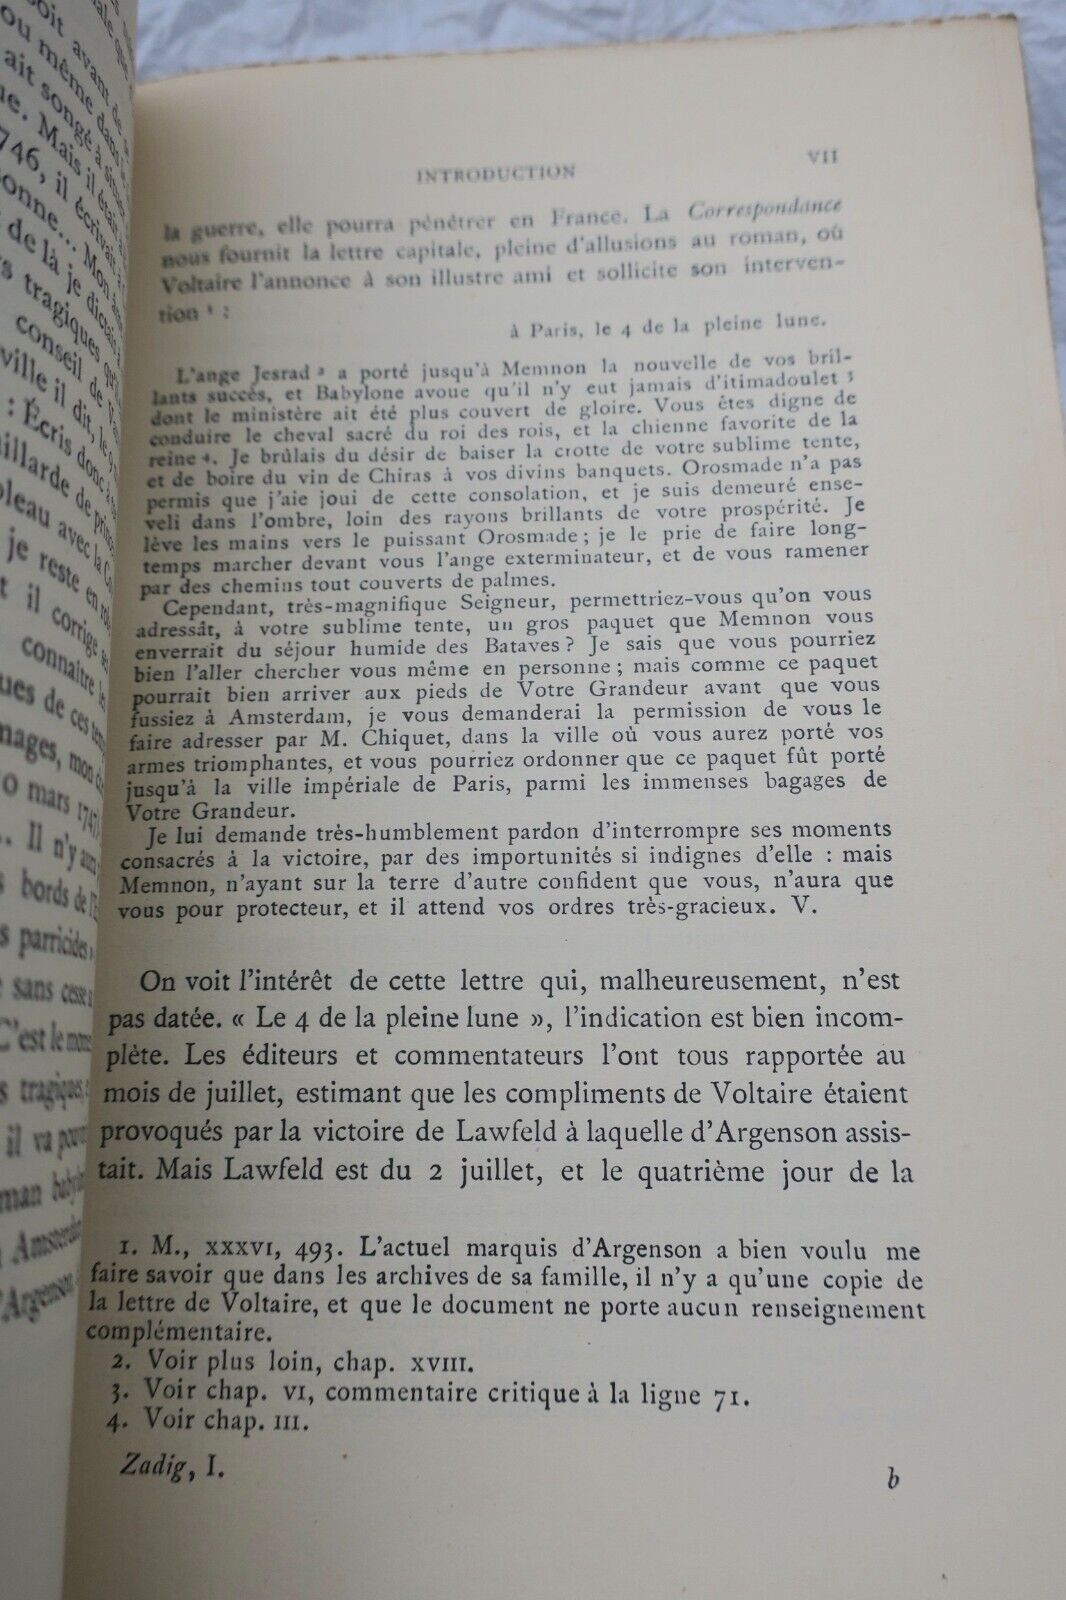 INTRODUCTION VII
la guerre, elle pourra pénétrer en France. La Correspondance
nous fournit la lettre capitale, pleine d'allusions au roman, où
Voltaire l'annonce à son illustre ami et sollicite son interven-
tion ¹ :
à Paris, le 4 de la pleine lune.
L'ange Jesrad ² a porté jusqu'à Memnon la nouvelle de vos bril-
lants succès, et Babylone avoue qu'il n'y eut jamais d'itimadoulet ³
dont le ministère ait été plus couvert de gloire. Vous êtes digne de
conduire le cheval sacré du roi des rois, et la chienne favorite de la
reine ⁴. Je brûlais du désir de baiser la crotte de votre sublime tente,
et de boire du vin de Chiras à vos divins banquets. Orosmade n'a pas
permis que j'aie joui de cette consolation, et je suis demeuré ense-
veli dans l'ombre, loin des rayons brillants de votre prospérité. Je
lève les mains vers le puissant Orosmade ; je le prie de faire long-
temps marcher devant vous l'ange exterminateur, et de vous ramener
par des chemins tout couverts de palmes.
Cependant, très-magnifique Seigneur, permettriez-vous qu'on vous
adressât, à votre sublime tente, un gros paquet que Memnon vous
enverrait du séjour humide des Bataves ? Je sais que vous pourriez
bien l'aller chercher vous même en personne ; mais comme ce paquet
pourrait bien arriver aux pieds de Votre Grandeur avant que vous
fussiez à Amsterdam, je vous demanderai la permission de vous le
faire adresser par M. Chiquet, dans la ville où vous aurez porté vos
armes triomphantes, et vous pourriez ordonner que ce paquet fût porté
jusqu'à la ville impériale de Paris, parmi les immenses bagages de
Votre Grandeur.
Je lui demande très-humblement pardon d'interrompre ses moments
consacrés à la victoire, par des importunités si indignes d'elle : mais
Memnon, n'ayant sur la terre d'autre confident que vous, n'aura que
vous pour protecteur, et il attend vos ordres très-gracieux. V.
On voit l'intérêt de cette lettre qui, malheureusement, n'est
pas datée. « Le 4 de la pleine lune », l'indication est bien incom-
plète. Les éditeurs et commentateurs l'ont tous rapportée au
mois de juillet, estimant que les compliments de Voltaire étaient
provoqués par la victoire de Lawfeld à laquelle d'Argenson assis-
tait. Mais Lawfeld est du 2 juillet, et le quatrième jour de la
1. M., XXXVI, 493. L'actuel marquis d'Argenson a bien voulu me
faire savoir que dans les archives de sa famille, il n'y a qu'une copie de
la lettre de Voltaire, et que le document ne porte aucun renseignement
complémentaire.
2. Voir plus loin, chap. XVIII.
3. Voir chap. VI, commentaire critique à la ligne 71.
4. Voir chap. III.
Zadig, I. b